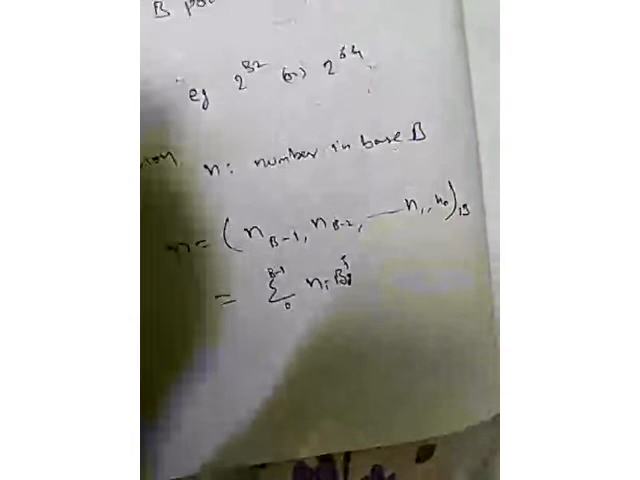 B
eg 2^32 (or) 2^64
n: number in base B
n = (n_{B-1}, n_{B-2}, — n_1, n_0)_B
= Σ_0^{B-1} n_i B^i